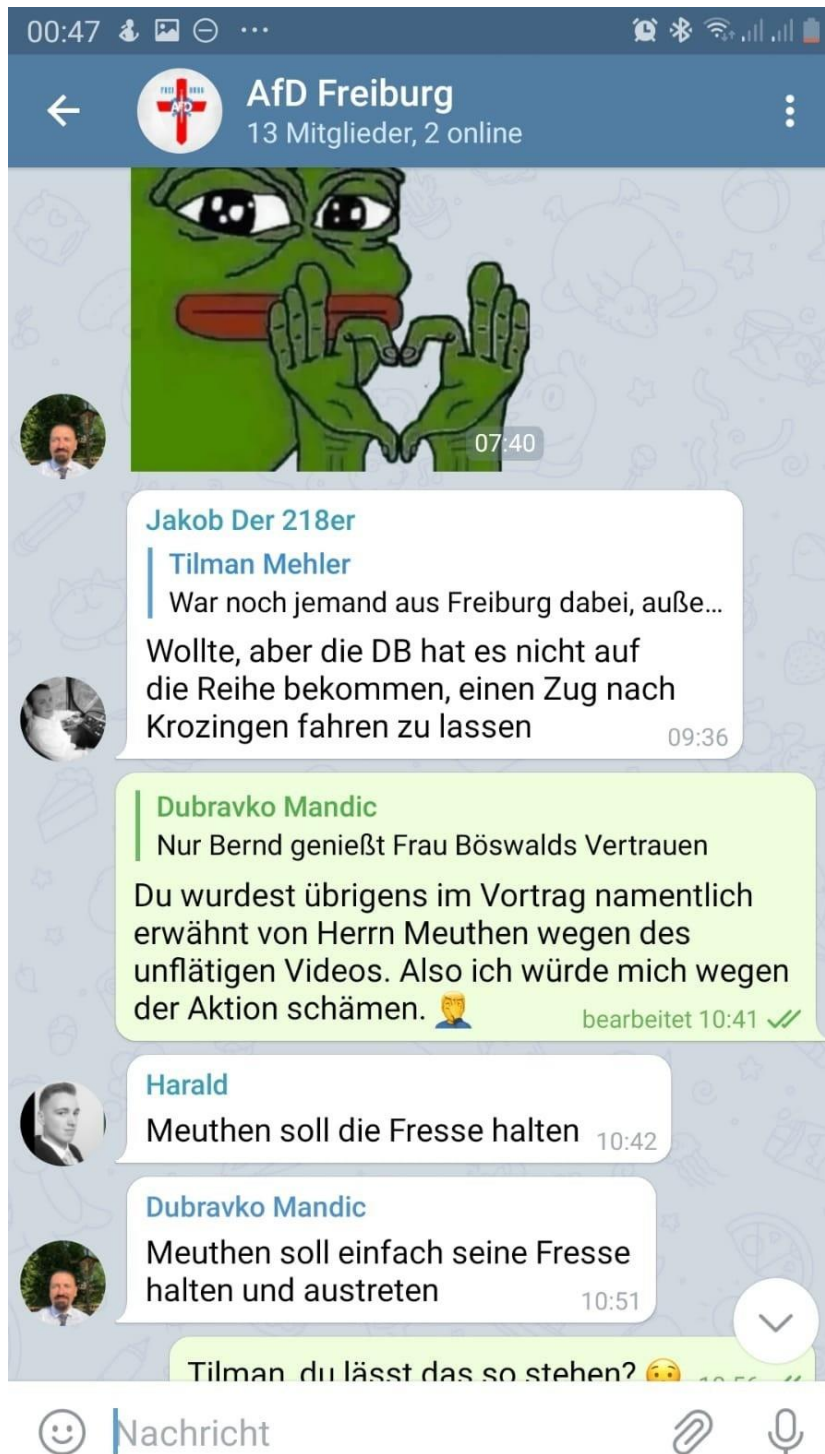 00:47
AfD Freiburg
13 Mitglieder, 2 online
FREI BURG
AfD
07:40
Jakob Der 218er
Tilman Mehler
War noch jemand aus Freiburg dabei, auße...
Wollte, aber die DB hat es nicht auf
die Reihe bekommen, einen Zug nach
Krozingen fahren zu lassen
09:36
Dubravko Mandic
Nur Bernd genießt Frau Böswalds Vertrauen
Du wurdest übrigens im Vortrag namentlich
erwähnt von Herrn Meuthen wegen des
unflätigen Videos. Also ich würde mich wegen
der Aktion schämen. 🤦
bearbeitet 10:41
Harald
Meuthen soll die Fresse halten 10:42
Dubravko Mandic
Meuthen soll einfach seine Fresse
halten und austreten
10:51
Tilman, du lässt das so stehen? 😳
Nachricht